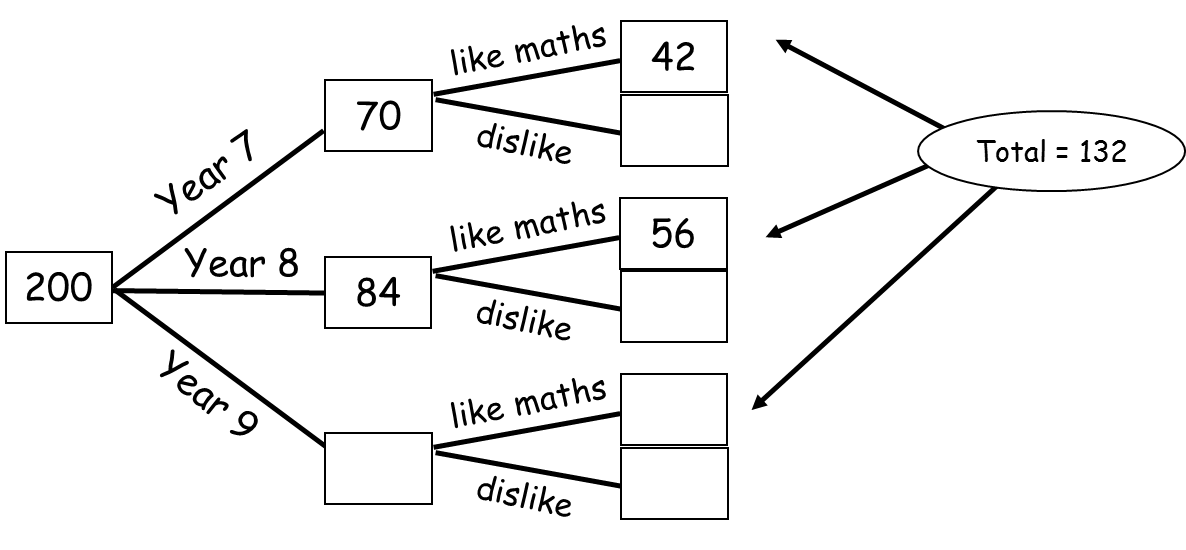 200
Year 7
Year 8
Year 9
70
84
like maths
dislike
like maths
dislike
like maths
dislike
42
56
Total = 132